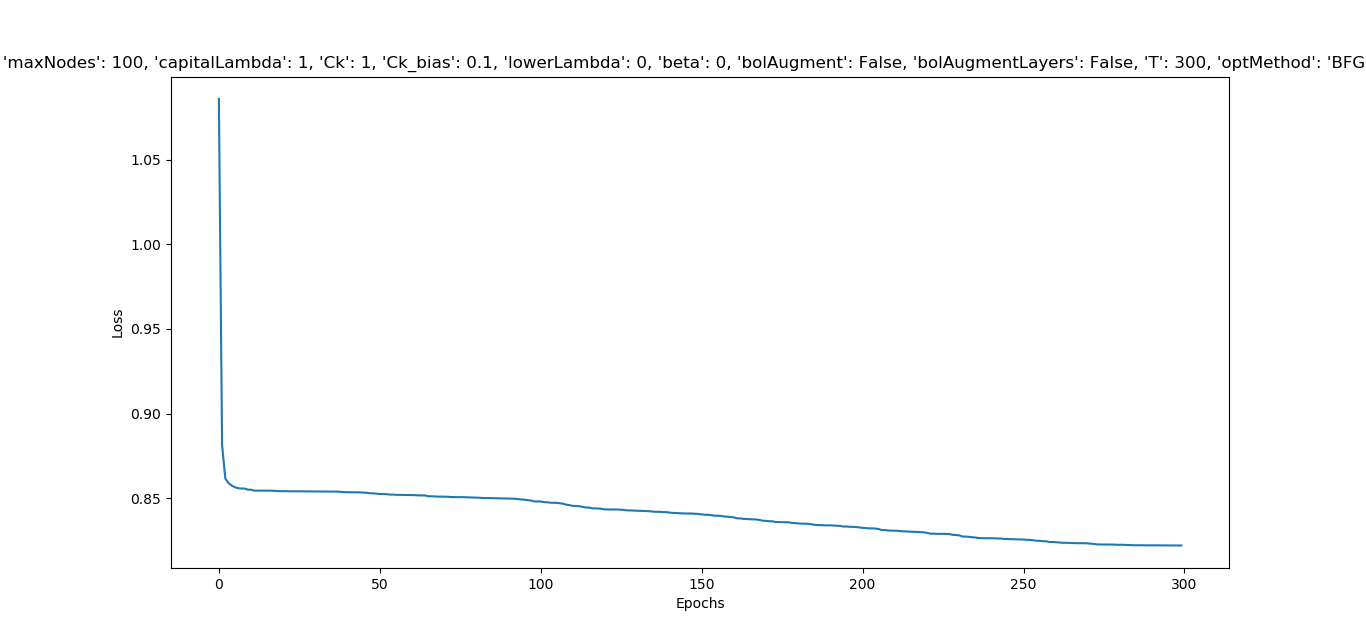 'maxNodes': 100, 'capitalLambda': 1, 'Ck': 1, 'Ck_bias': 0.1, 'lowerLambda': 0, 'beta': 0, 'bolAugment': False, 'bolAugmentLayers': False, 'T': 300, 'optMethod': 'BFG
1.05
1.00
0.95
0.90
0.85
Loss
0 50 100 150 200 250 300
Epochs